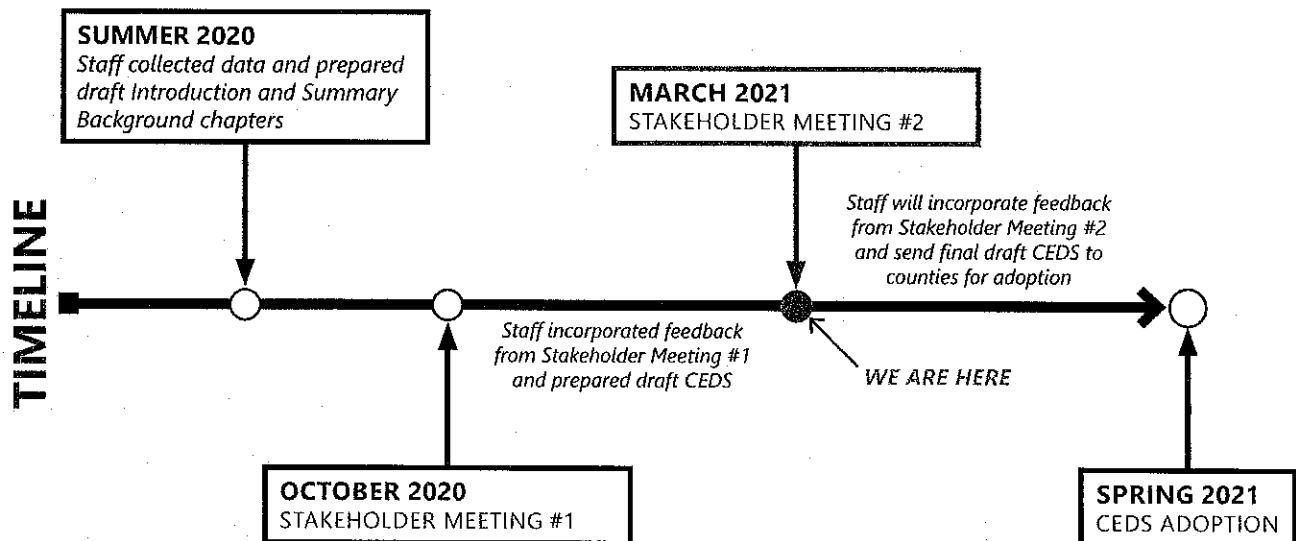 SUMMER 2020
Staff collected data and prepared
draft Introduction and Summary
Background chapters
MARCH 2021
STAKEHOLDER MEETING #2
Staff will incorporate feedback
from Stakeholder Meeting #2
and send final draft CEDS to
counties for adoption
TIMELINE
Staff incorporated feedback
from Stakeholder Meeting #1
and prepared draft CEDS
WE ARE HERE
OCTOBER 2020
STAKEHOLDER MEETING #1
SPRING 2021
CEDS ADOPTION